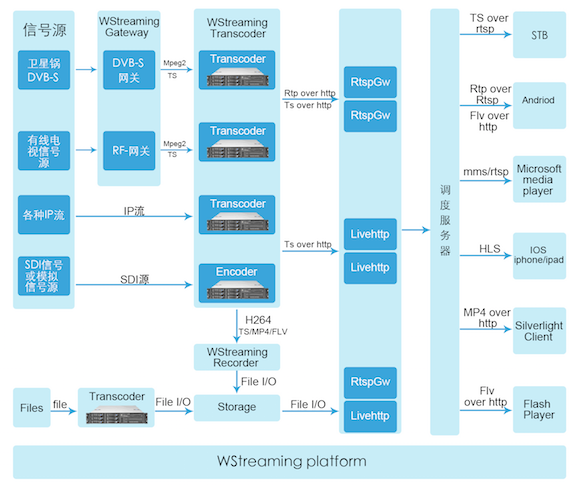 信号源
卫星锅
DVB-S
有线电
视信号
源
各种IP流
SDI信号
或模拟
信号源
WStreaming
Gateway
DVB-S
网关
RF-网关
Mpeg2
TS
Mpeg2
TS
IP流
SDI源
WStreaming
Transcoder
Transcoder
Transcoder
Transcoder
Encoder
H264
TS/MP4/FLV
WStreaming
Recorder
File I/O
Files
file
Transcoder
File I/O
Storage
File I/O
Rtp over http
Ts over http
Ts over http
RtspGw
RtspGw
Livehttp
Livehttp
RtspGw
Livehttp
调
度
服
务
器
TS over
rtsp
STB
Rtp over
Rtsp
Flv over
http
Andriod
mms/rtsp
Microsoft
media
player
HLS
IOS
iphone/ipad
MP4 over
http
Silverlight
Client
Flv
over http
Flash
Player
WStreaming platform